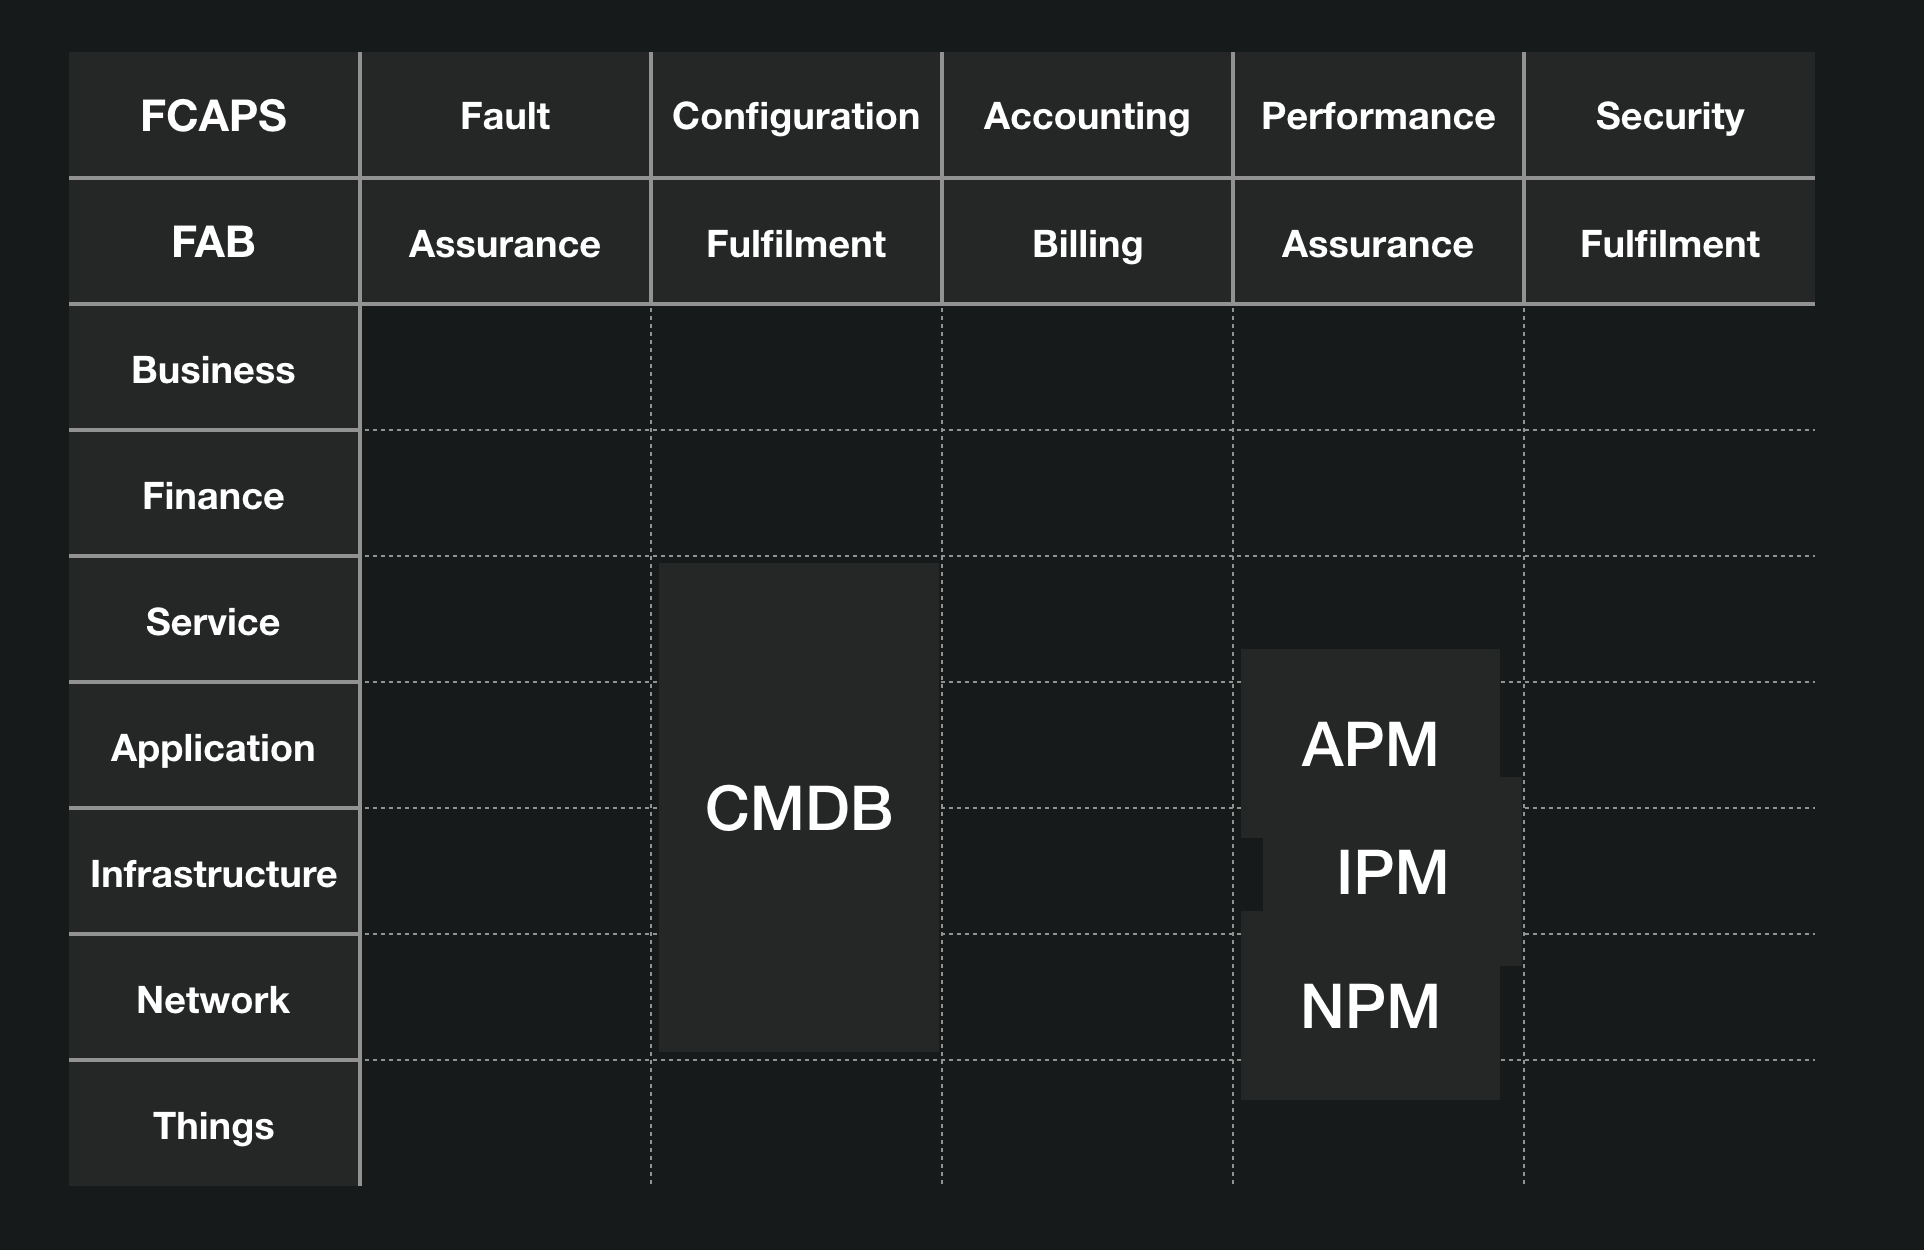 FCAPS Fault Configuration Accounting Performance Security
FAB Assurance Fulfilment Billing Assurance Fulfilment
Business
Finance
Service
Application APM
CMDB
Infrastructure IPM
Network NPM
Things